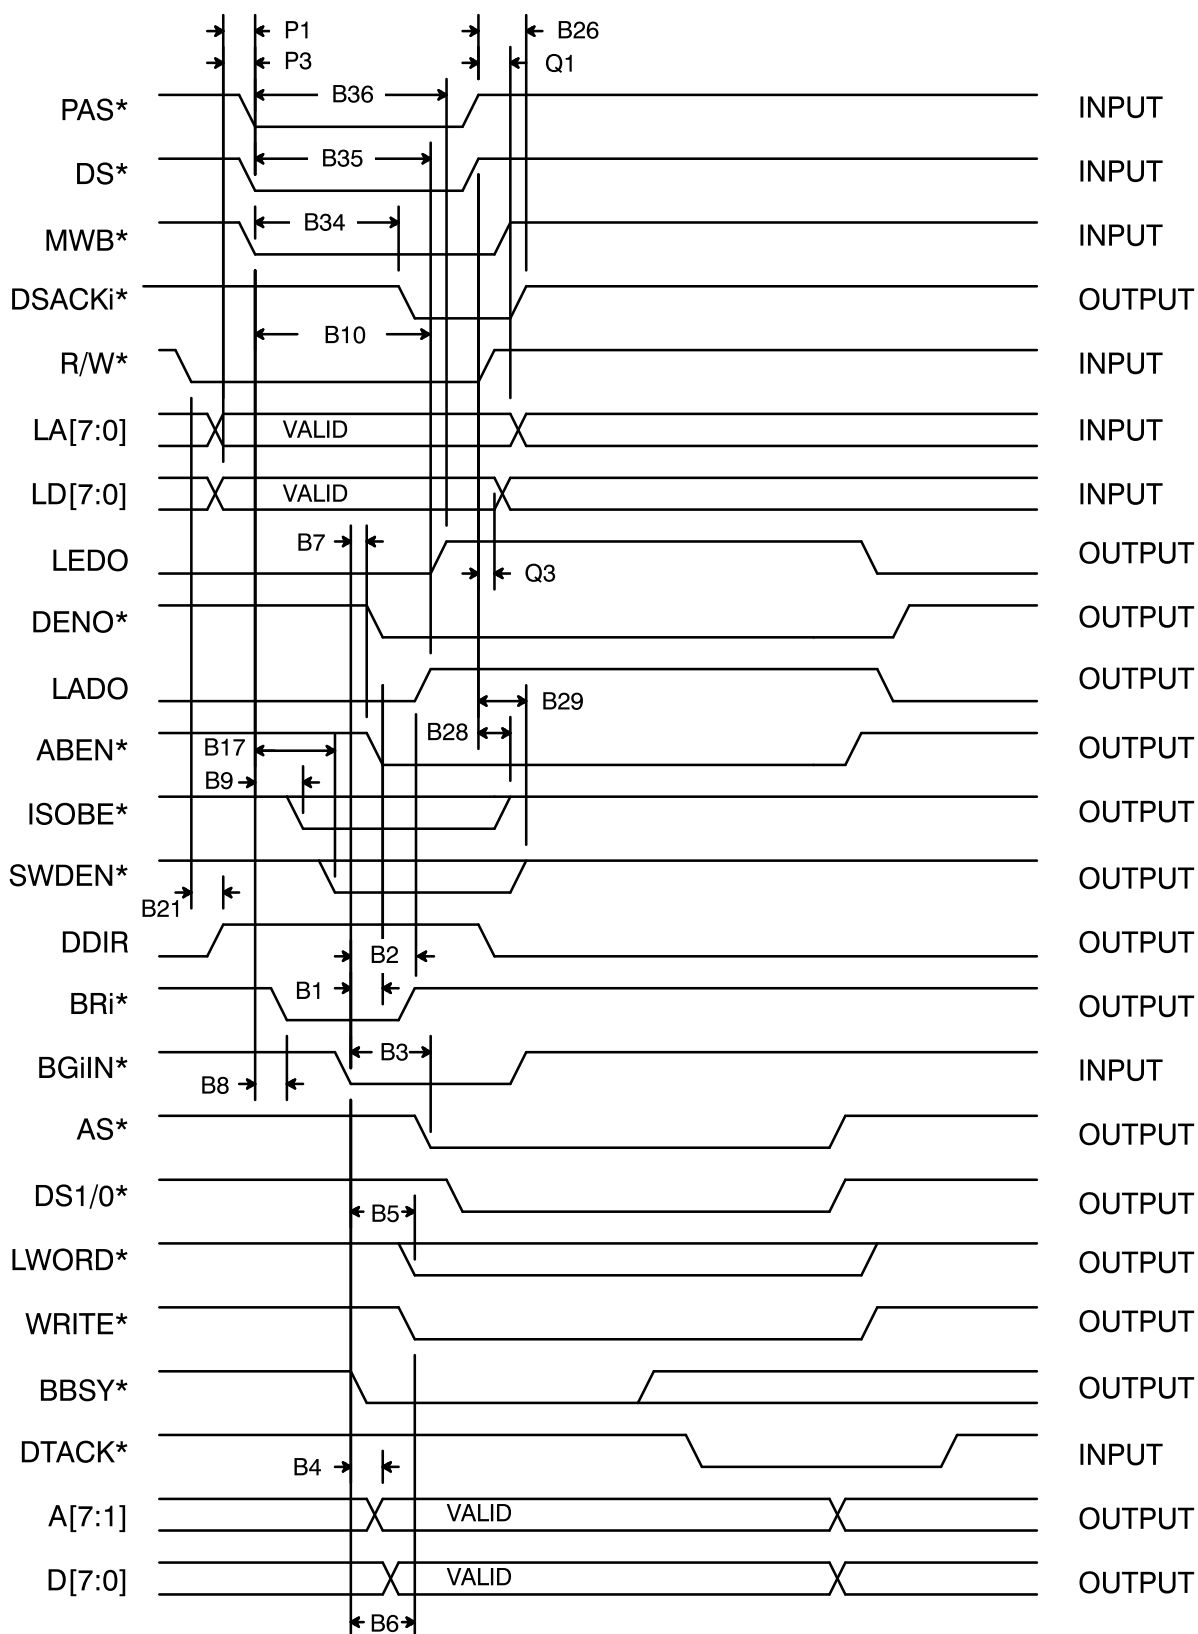 P1 B26
P3 Q1
PAS* B36 INPUT
DS* B35 INPUT
MWB* B34 INPUT
DSACKi* OUTPUT
B10
R/W* INPUT
LA[7:0] VALID INPUT
LD[7:0] VALID INPUT
B7
LEDO Q3 OUTPUT
DENO* OUTPUT
LADO OUTPUT
B29
B28
ABEN* B17 OUTPUT
B9
ISOBE* OUTPUT
SWDEN* OUTPUT
B21
DDIR B2 OUTPUT
B1
BRi* OUTPUT
B3
BGiIN* INPUT
B8
AS* OUTPUT
DS1/0* B5 OUTPUT
LWORD* OUTPUT
WRITE* OUTPUT
BBSY* OUTPUT
DTACK* INPUT
B4
A[7:1] VALID OUTPUT
D[7:0] VALID OUTPUT
B6